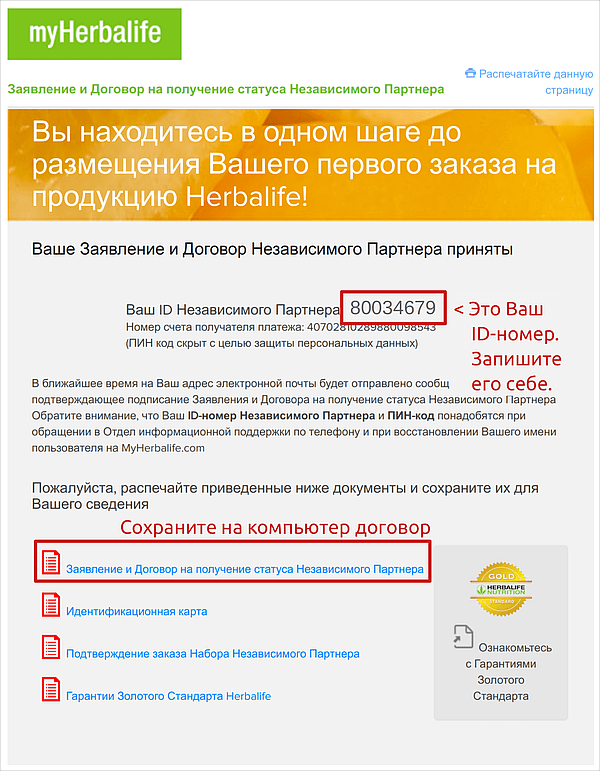 myHerbalife
Распечатайте данную
страницу
Заявление и Договор на получение статуса Независимого Партнера
Вы находитесь в одном шаге до
размещения Вашего первого заказа на
продукцию Herbalife!
Ваше Заявление и Договор Независимого Партнера приняты
Ваш ID Независимого Партнера 80034679
< Это Ваш
ID-номер.
Запишите
его себе.
Номер счета получателя платежа: 40702810289880098543
(ПИН код скрыт с целью защиты персональных данных)
В ближайшее время на Ваш адрес электронной почты будет отправлено сообщ
подтверждающее подписание Заявления и Договора на получение статуса Независимого Партнера
Обратите внимание, что Ваш ID-номер Независимого Партнера и ПИН-код понадобятся при
обращении в Отдел информационной поддержки по телефону и при восстановлении Вашего имени
пользователя на MyHerbalife.com
Пожалуйста, распечайте приведенные ниже документы и сохраните их для
Вашего сведения
Сохраните на компьютер договор
Заявление и Договор на получение статуса Независимого Партнера
Идентификационная карта
Подтверждение заказа Набора Независимого Партнера
Гарантии Золотого Стандарта Herbalife
GOLD
HERBALIFE
NUTRITION
STANDARD
Ознакомьтесь
с Гарантиями
Золотого
Стандарта